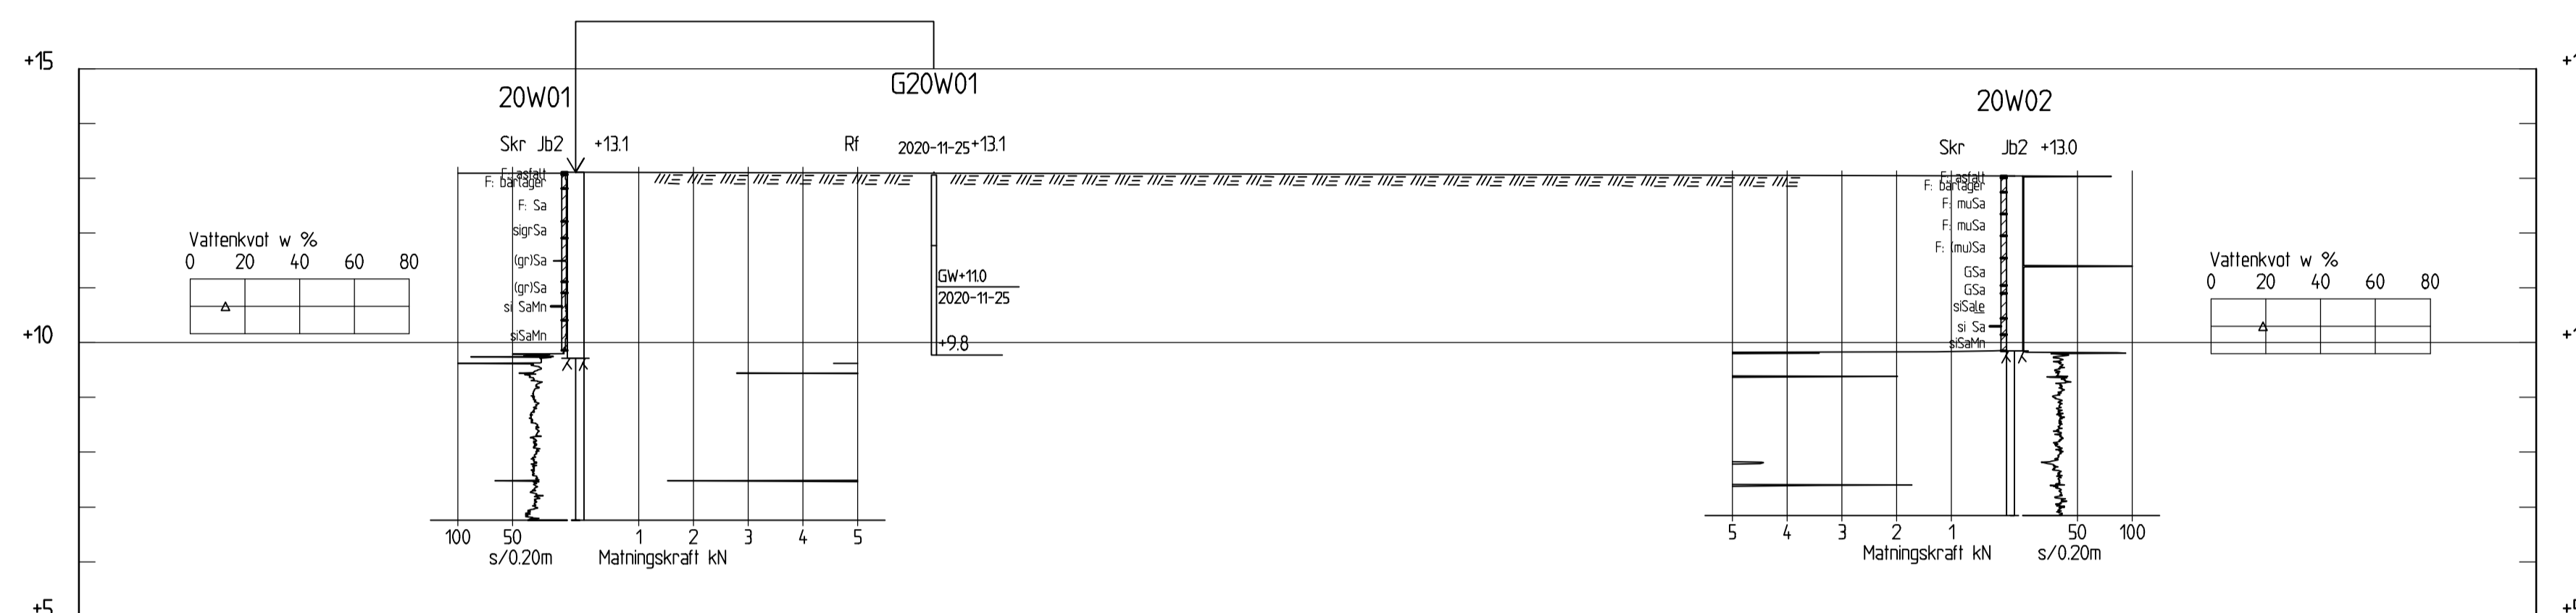 +15
+1
G20W01
20W01
20W02
Skr Jb2 +13.1
Rf 2020-11-25 +13.1
Skr Jb2 +13.0
F: asfalt
F: bärlager
F: Sa
sigrSa
(gr)Sa
(gr)Sa
si SaMn
siSaMn
F: asfalt
F: bärlager
F: muSa
F: muSa
F: (mu)Sa
GSa
GSa
siSale
si Sa
siSaMn
Vattenkvot w %
0 20 40 60 80
Vattenkvot w %
0 20 40 60 80
GW+11.0
2020-11-25
+9.8
+10
+1
100 50
s/0.20m
1 2 3 4 5
Matningskraft kN
5 4 3 2 1
Matningskraft kN
50 100
s/0.20m
+5